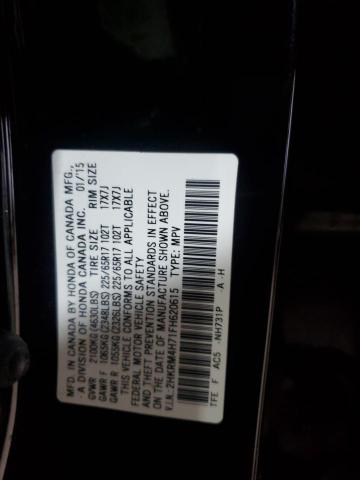 MFD. IN CANADA BY HONDA OF CANADA MFG.,
- A DIVISION OF HONDA CANADA INC. 01/15
GVWR 2100KG(4630LBS) TIRE SIZE RIM SIZE
GAWR F 1065KG(2348LBS) 225/65R17 102T 17X7J
GAWR R 1055KG(2326LBS) 225/65R17 102T 17X7J
THIS VEHICLE CONFORMS TO ALL APPLICABLE
FEDERAL MOTOR VEHICLE SAFETY
AND THEFT PREVENTION STANDARDS IN EFFECT
ON THE DATE OF MANUFACTURE SHOWN ABOVE.
V.I.N.:2HKRM4H71FH620615 TYPE: MPV
TFE F AC5 -NH731P A :H